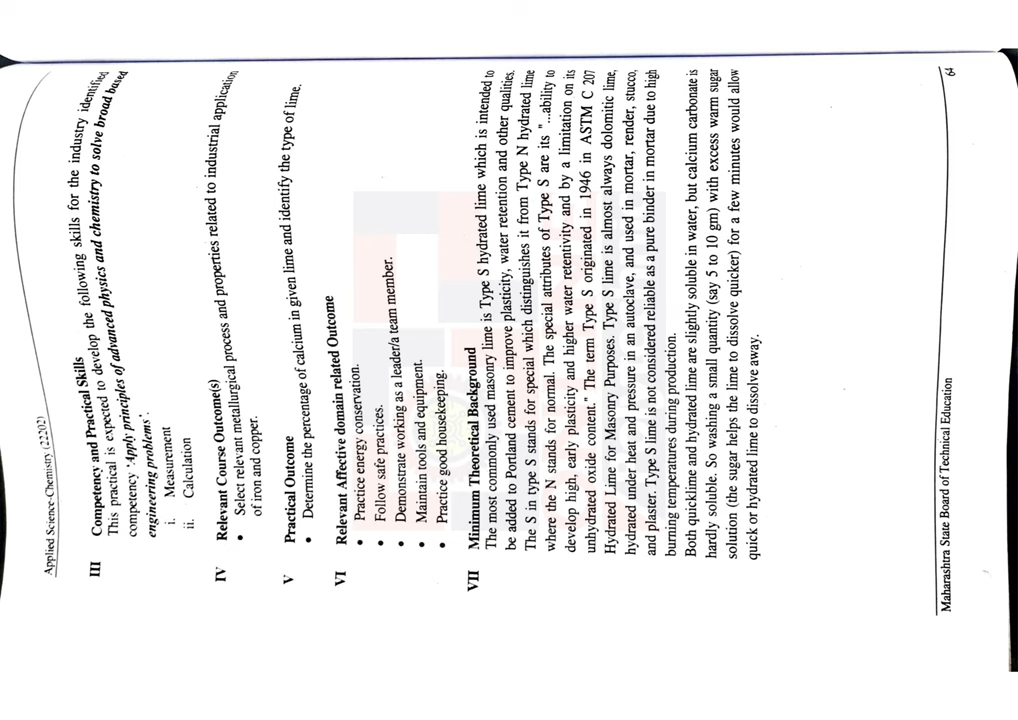 Applied Science-Chemistry (22202)
III Competency and Practical Skills
This practical is expected to develop the following skills for the industry identified
competency 'Apply principles of advanced physics and chemistry to solve broad based
engineering problems'.
i. Measurement
ii. Calculation
IV Relevant Course Outcome(s)
• Select relevant metallurgical process and properties related to industrial application
of iron and copper.
V Practical Outcome
• Determine the percentage of calcium in given lime and identify the type of lime.
VI Relevant Affective domain related Outcome
• Practice energy conservation.
• Follow safe practices.
• Demonstrate working as a leader/a team member.
• Maintain tools and equipment.
• Practice good housekeeping.
VII Minimum Theoretical Background
The most commonly used masonry lime is Type S hydrated lime which is intended to
be added to Portland cement to improve plasticity, water retention and other qualities.
The S in type S stands for special which distinguishes it from Type N hydrated lime
where the N stands for normal. The special attributes of Type S are its "...ability to
develop high, early plasticity and higher water retentivity and by a limitation on its
unhydrated oxide content." The term Type S originated in 1946 in ASTM C 207
Hydrated Lime for Masonry Purposes. Type S lime is almost always dolomitic lime,
hydrated under heat and pressure in an autoclave, and used in mortar, render, stucco,
and plaster. Type S lime is not considered reliable as a pure binder in mortar due to high
burning temperatures during production.
Both quicklime and hydrated lime are slightly soluble in water, but calcium carbonate is
hardly soluble. So washing a small quantity (say 5 to 10 gm) with excess warm sugar
solution (the sugar helps the lime to dissolve quicker) for a few minutes would allow
quick or hydrated lime to dissolve away.
Maharashtra State Board of Technical Education 64